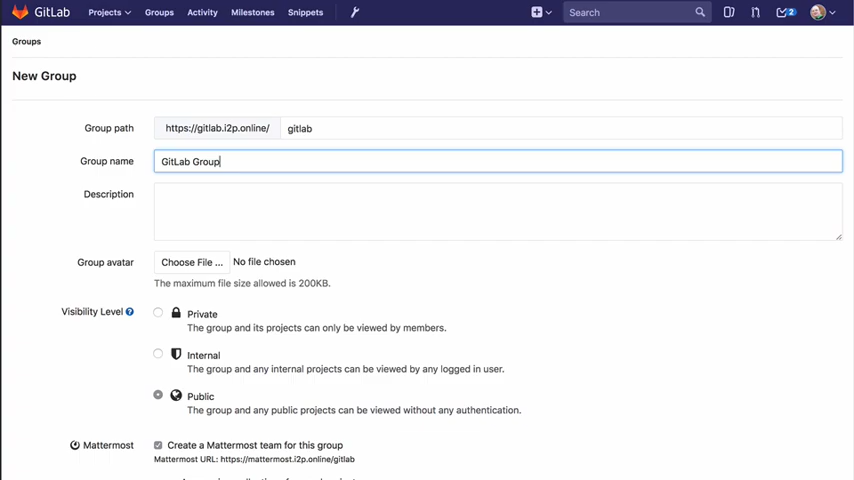 GitLab Projects Groups Activity Milestones Snippets Search 2
Groups
New Group
Group path https://gitlab.i2p.online/ gitlab
Group name GitLab Group
Description
Group avatar Choose File ... No file chosen
The maximum file size allowed is 200KB.
Visibility Level ? Private
The group and its projects can only be viewed by members.
Internal
The group and any internal projects can be viewed by any logged in user.
Public
The group and any public projects can be viewed without any authentication.
Mattermost Create a Mattermost team for this group
Mattermost URL: https://mattermost.i2p.online/gitlab